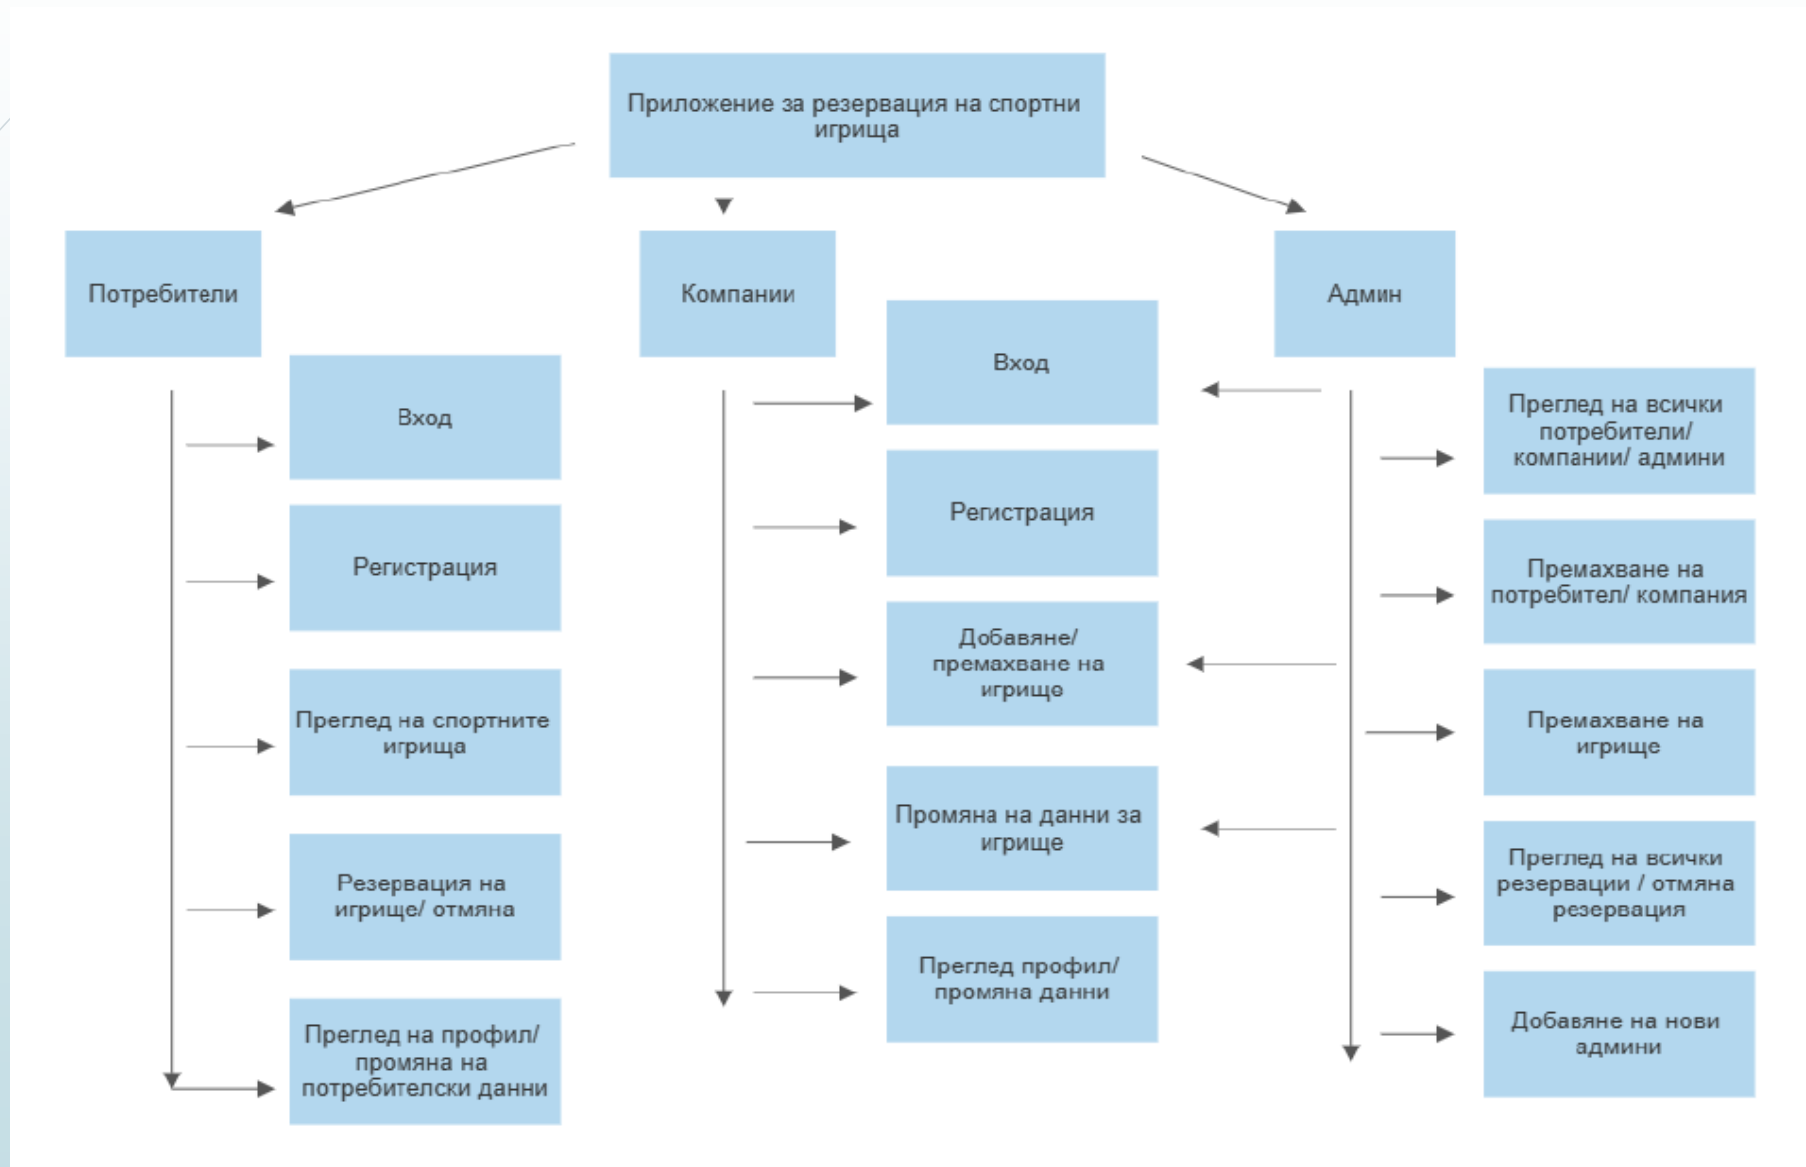 Приложение за резервация на спортни
игрища
Потребители
Компании
Админ
Вход
Регистрация
Преглед на спортните
игрища
Резервация на
игрище/ отмяна
Преглед на профил/
промяна на
потребителски данни
Вход
Регистрация
Добавяне/
премахване на
игрище
Промяна на данни за
игрище
Преглед профил/
промяна данни
Преглед на всички
потребители/
компании/ админи
Премахване на
потребител/ компания
Премахване на
игрище
Преглед на всички
резервации / отмяна
резервация
Добавяне на нови
админи